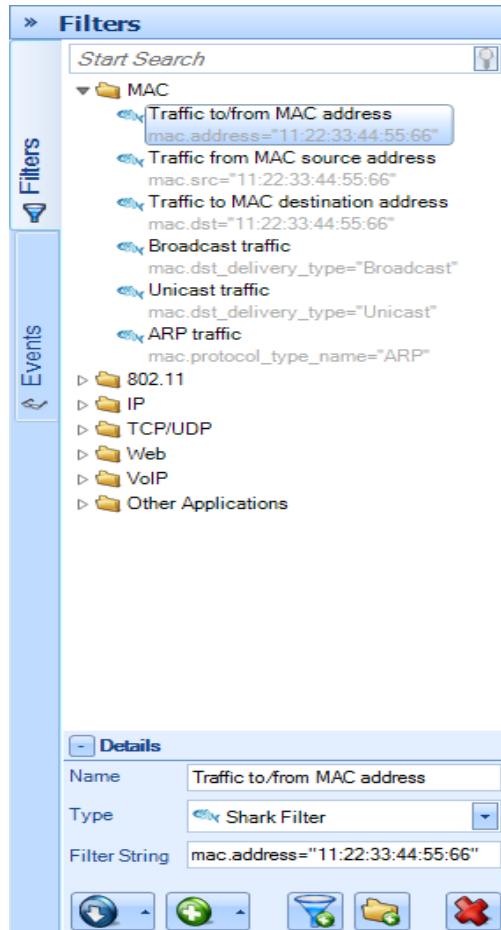 » Filters
Start Search
MAC
Traffic to/from MAC address
mac.address="11:22:33:44:55:66"
Traffic from MAC source address
mac.src="11:22:33:44:55:66"
Traffic to MAC destination address
mac.dst="11:22:33:44:55:66"
Broadcast traffic
mac.dst_delivery_type="Broadcast"
Unicast traffic
mac.dst_delivery_type="Unicast"
ARP traffic
mac.protocol_type_name="ARP"
802.11
IP
TCP/UDP
Web
VoIP
Other Applications
Filters
Events
- Details
Name Traffic to/from MAC address
Type Shark Filter
Filter String mac.address="11:22:33:44:55:66"